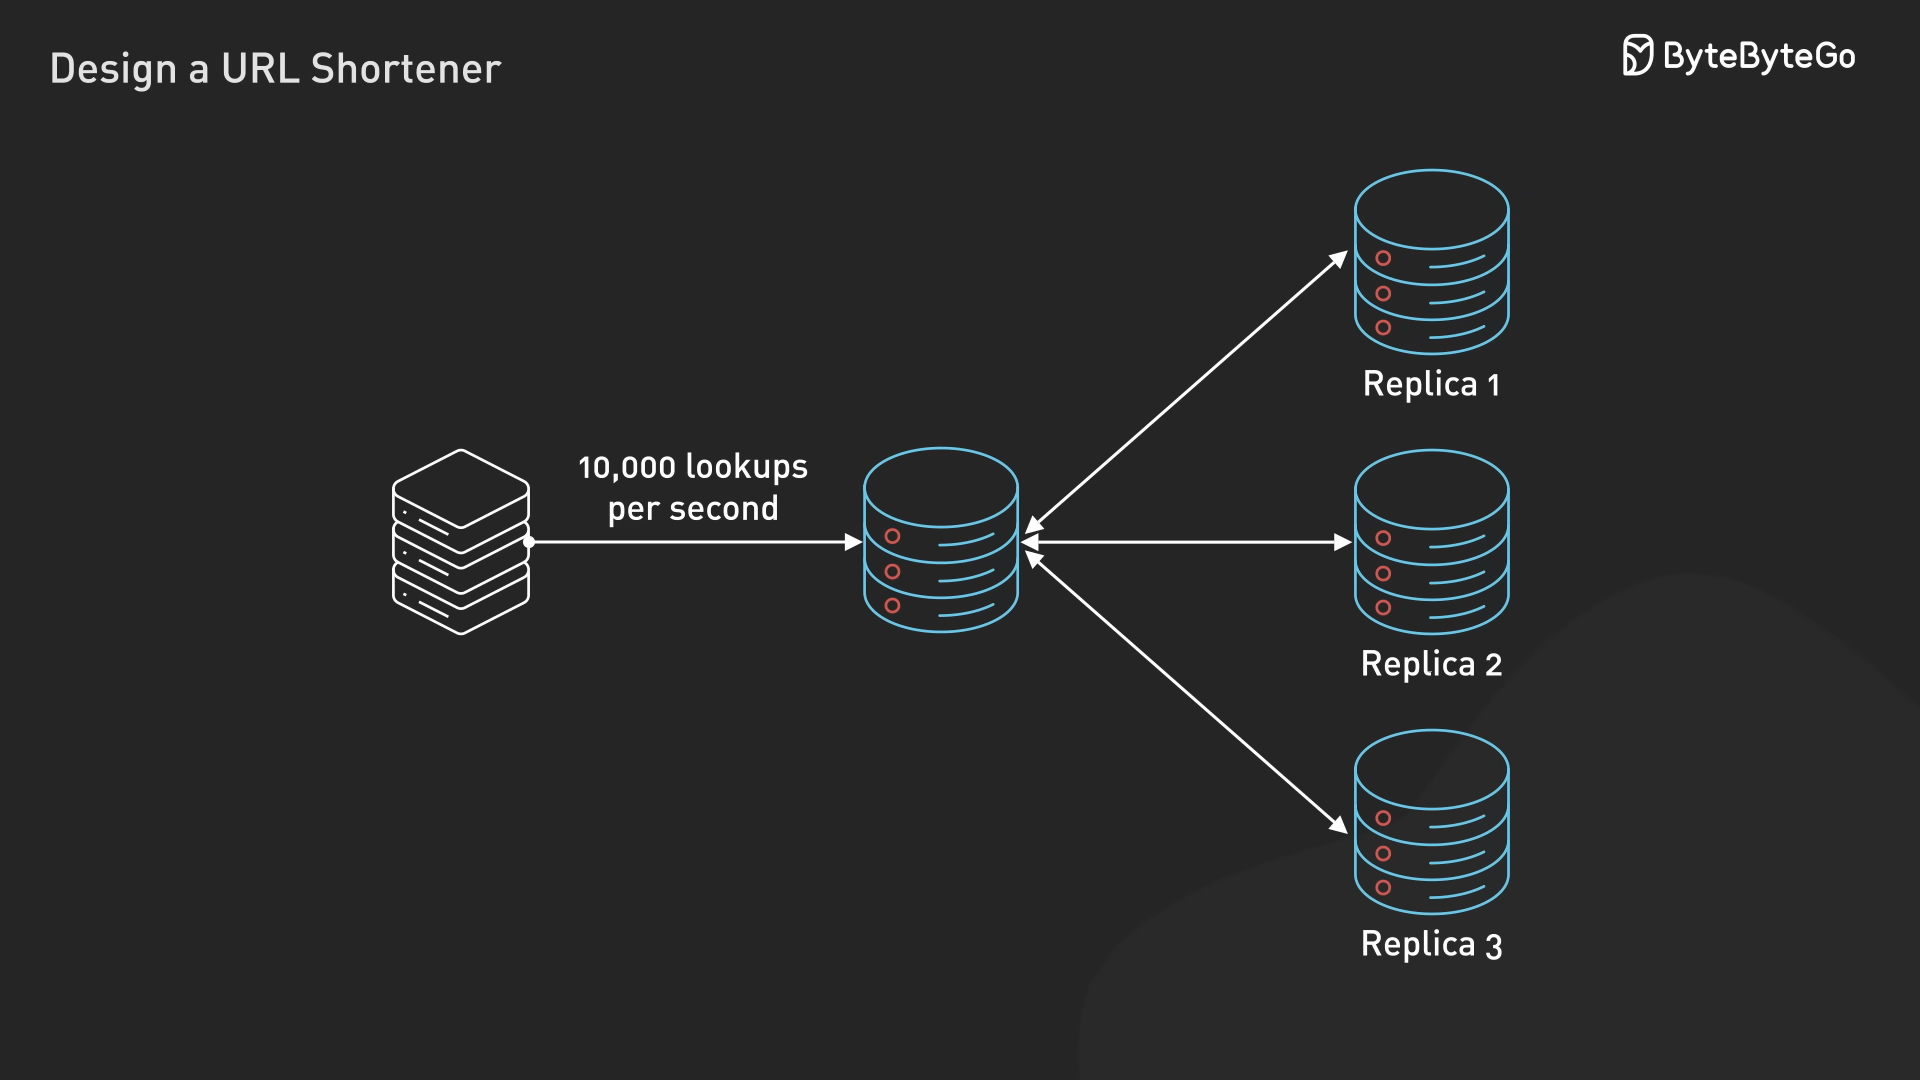 Design a URL Shortener
ByteByteGo
Replica 1
10,000 lookups
per second
Replica 2
Replica 3